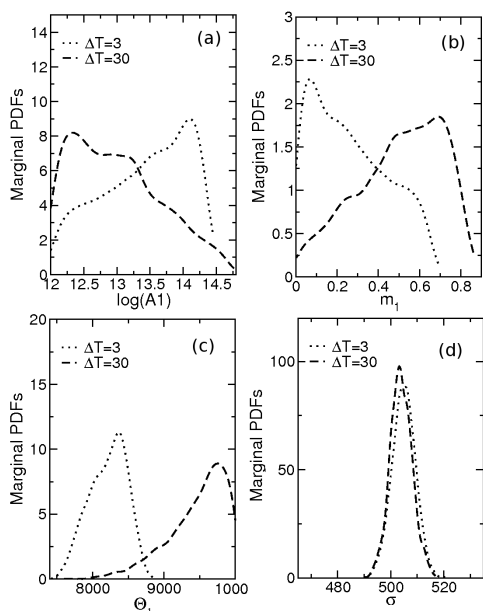 (a)
ΔT=3
ΔT=30
Marginal PDFs
14
12
10
8
6
4
2
0
12 12.5 13 13.5 14 14.5
log(A1)
(b)
ΔT=3
ΔT=30
Marginal PDFs
3
2.5
2
1.5
1
0.5
0
0 0.2 0.4 0.6 0.8
m1
(c)
ΔT=3
ΔT=30
Marginal PDFs
20
15
10
5
0
8000 9000 1000
Θ
(d)
ΔT=3
ΔT=30
Marginal PDFs
100
50
0
480 500 520
σ